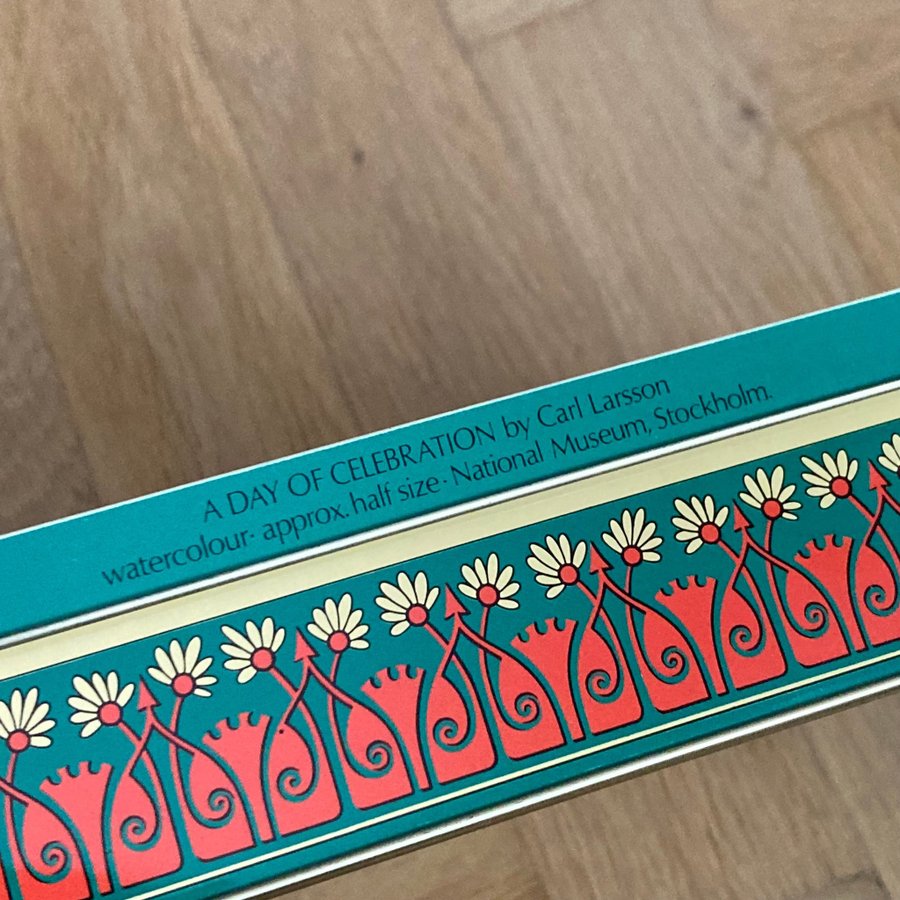 A DAY OF CELEBRATION by Carl Larsson
watercolour· approx. half size · National Museum, Stockholm.